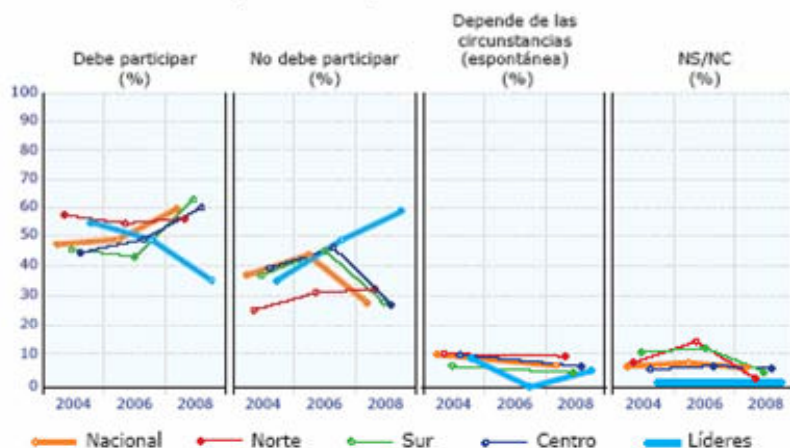 Debe participar
(%)
No debe participar
(%)
Depende de las
circunstancias
(espontánea)
(%)
NS/NC
(%)
100
90
80
70
60
50
40
30
20
10
0
2004 2006 2008
2004 2006 2008
2004 2006 2008
2004 2006 2008
Nacional Norte Sur Centro Líderes